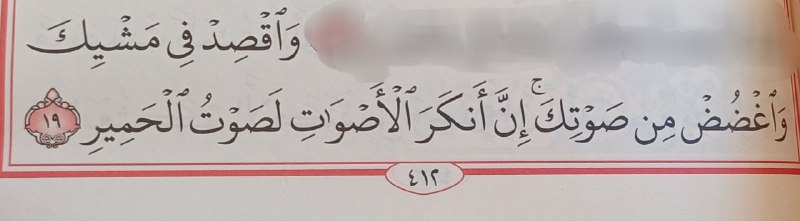 وَٱقۡصِدۡ فِي مَشۡيِكَ
وَٱغۡضُضۡ مِن صَوۡتِكَۚ إِنَّ أَنكَرَ ٱلۡأَصۡوَٰتِ لَصَوۡتُ ٱلۡحَمِيرِ ١٩
٤١٢